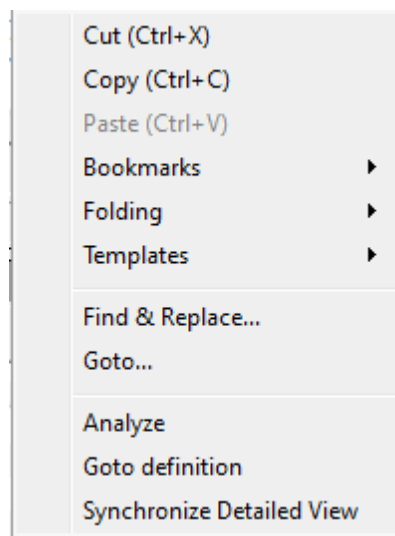 Cut (Ctrl+X)
Copy (Ctrl+C)
Paste (Ctrl+V)
Bookmarks
Folding
Templates
Find & Replace...
Goto...
Analyze
Goto definition
Synchronize Detailed View